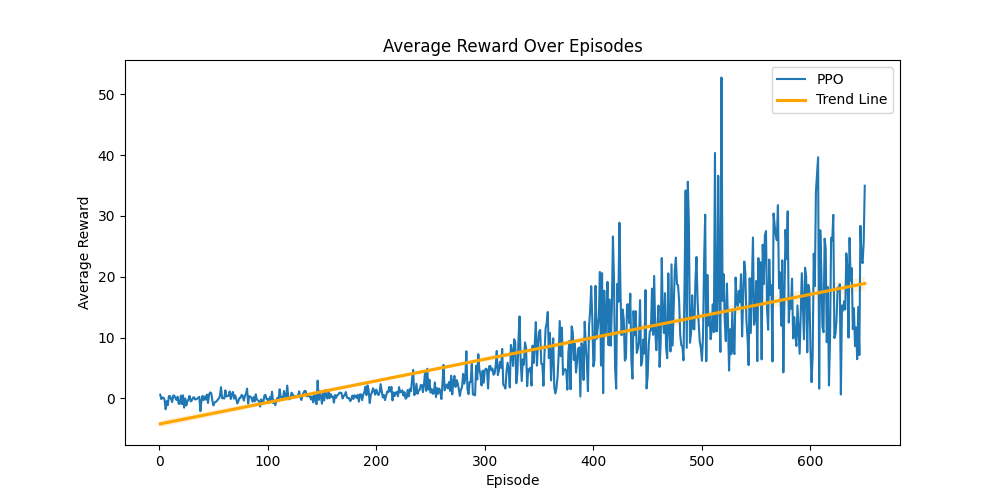 Average Reward Over Episodes
PPO
Trend Line
Average Reward
50
40
30
20
10
0
0 100 200 300 400 500 600
Episode